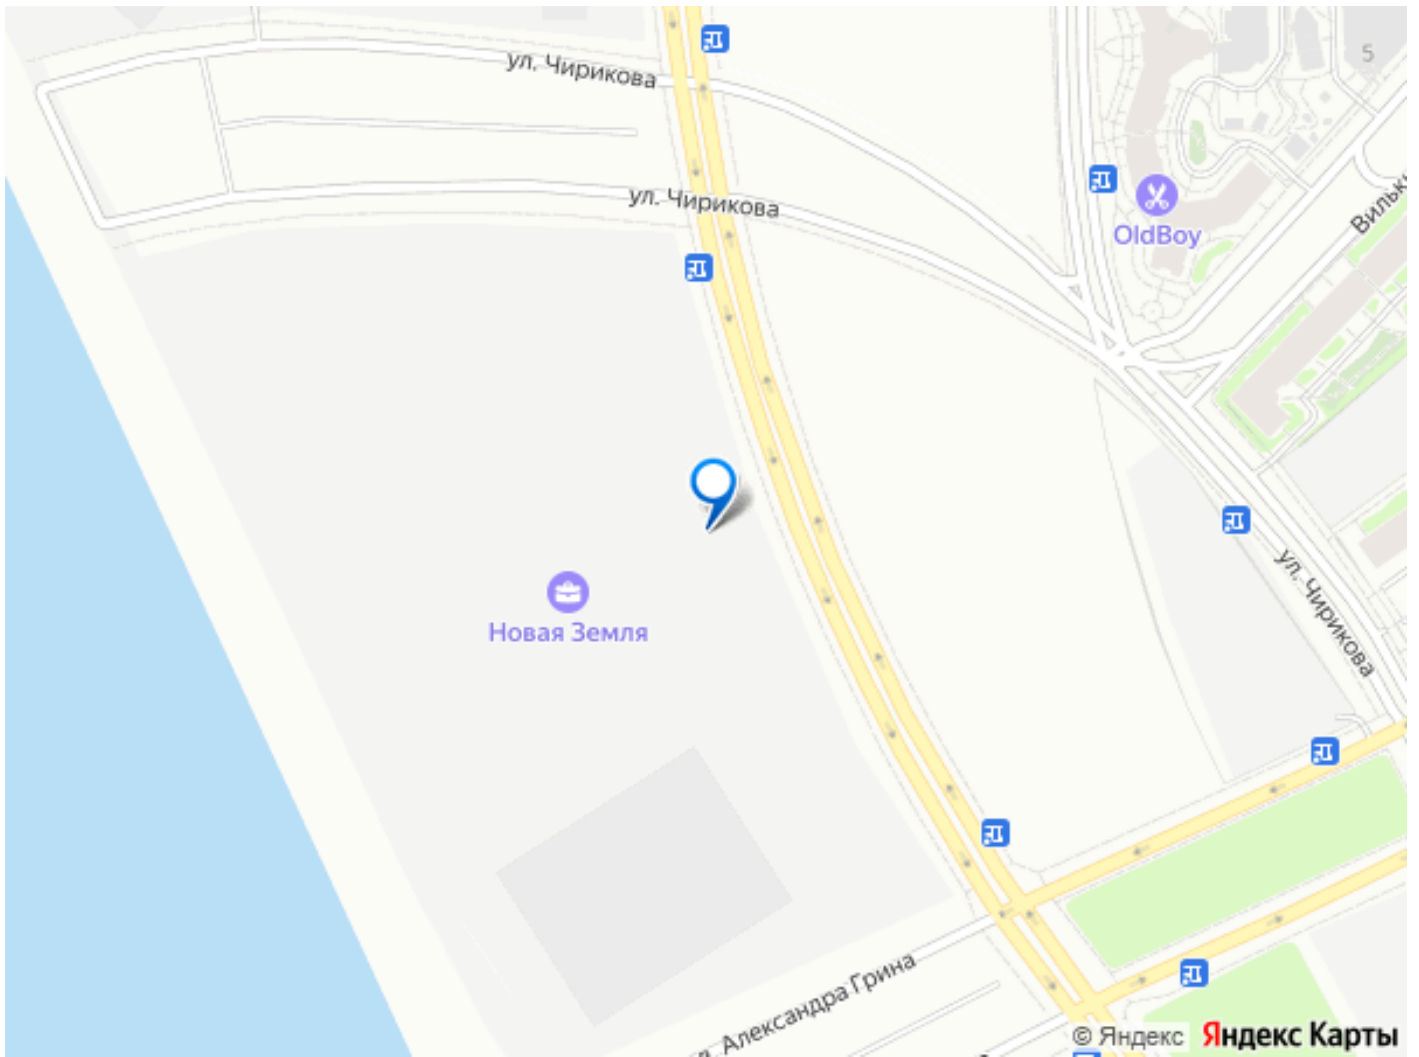 ул. Чирикова
5
ул. Чирикова
OldBoy
Новая Земля
ул. Чирикова
Александра Грина
© Яндекс
Яндекс Карты